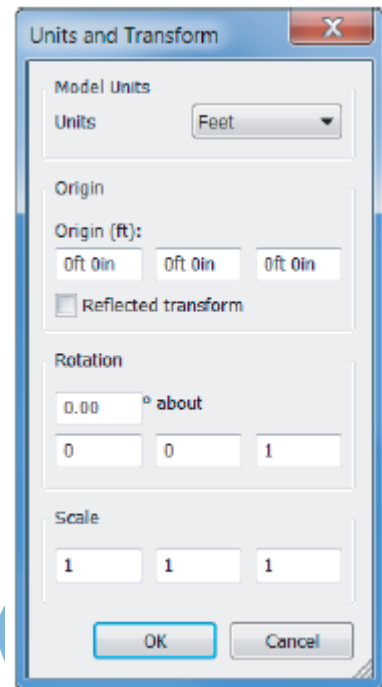 Units and Transform
Model Units
Units Feet
Origin
Origin (ft):
0ft 0in 0ft 0in 0ft 0in
Reflected transform
Rotation
0.00 ° about
0 0 1
Scale
1 1 1
OK Cancel